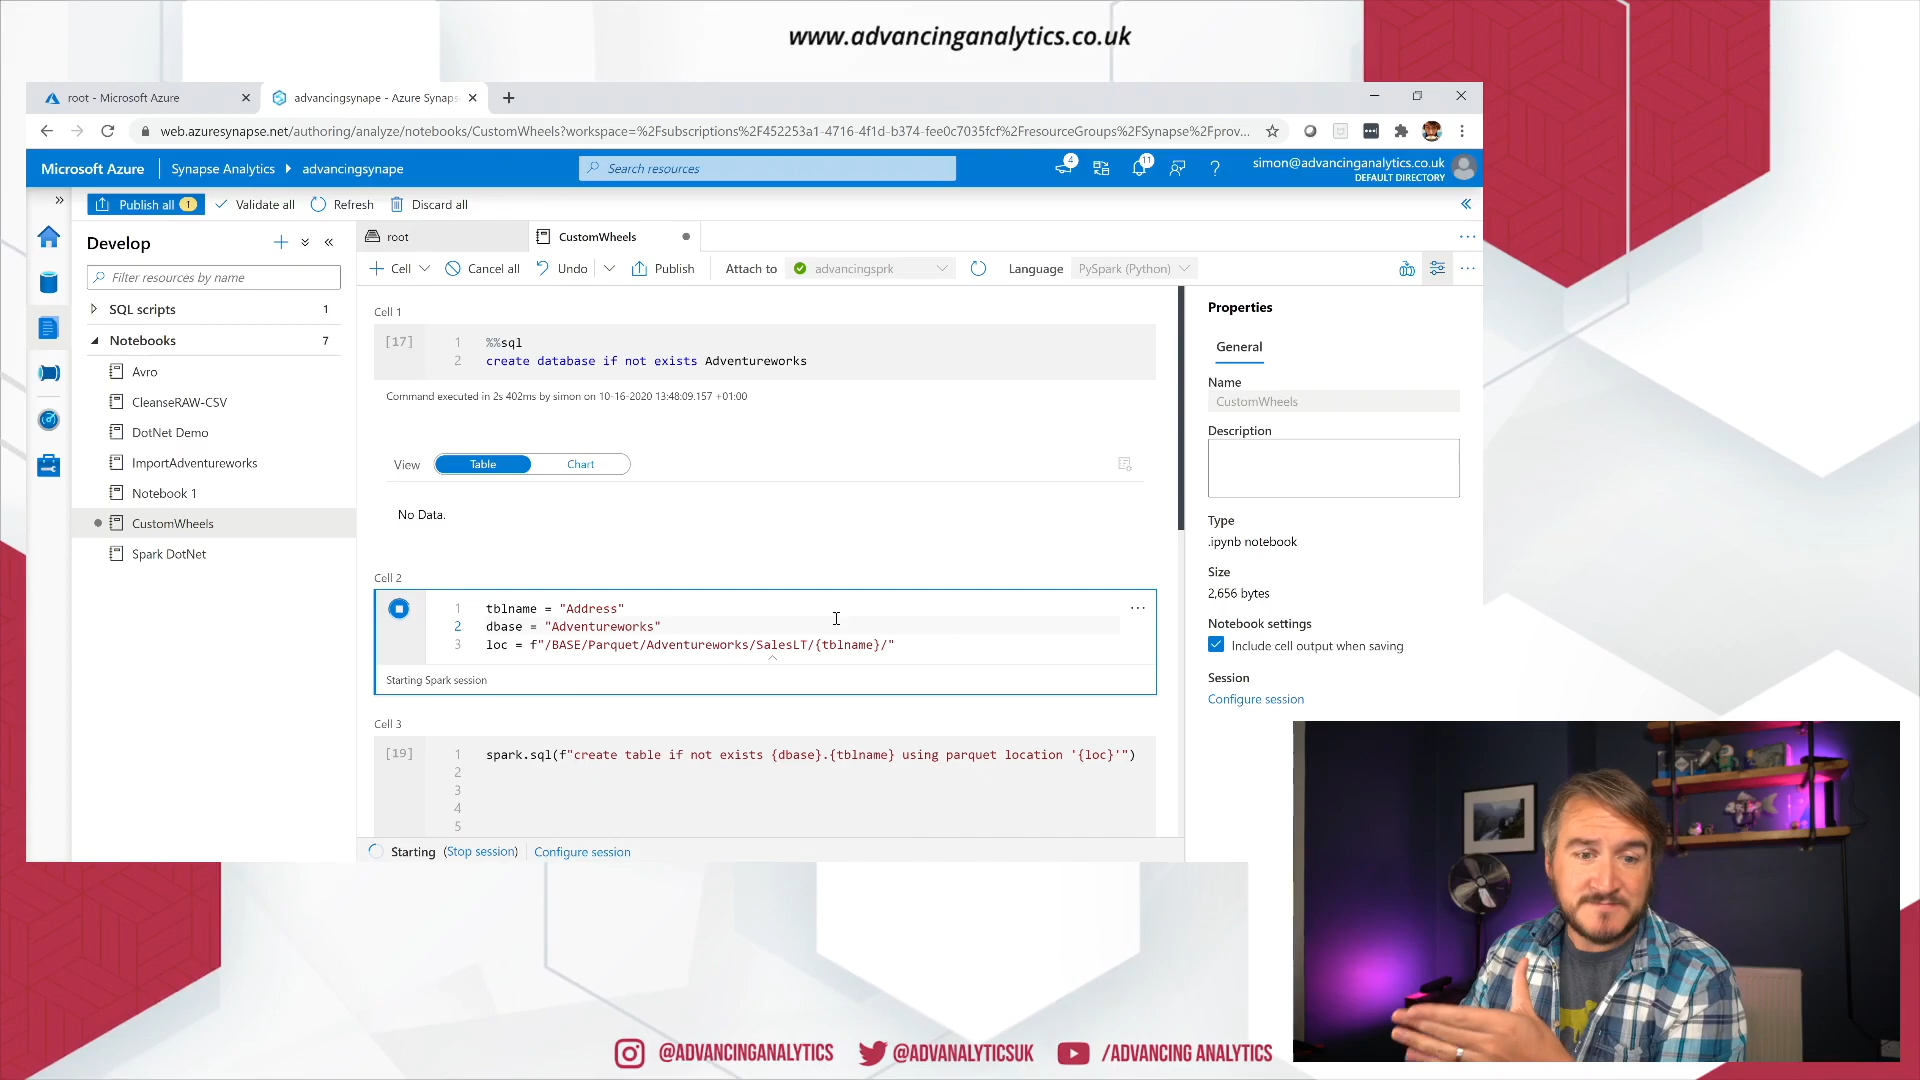 www.advancinganalytics.co.uk
root - Microsoft Azure
advancingsynape - Azure Synaps
web.azuresynapse.net/authoring/analyze/notebooks/CustomWheels?workspace=%2Fsubscriptions%2F452253a1-4716-4f1d-b374-fee0c7035fcf%2FresourceGroups%2FSynapse%2Fprov...
Microsoft Azure
Synapse Analytics
advancingsynape
Search resources
4
11
?
simon@advancinganalytics.co.uk
DEFAULT DIRECTORY
Publish all 1
Validate all
Refresh
Discard all
Develop
Filter resources by name
SQL scripts 1
Notebooks 7
Avro
CleanseRAW-CSV
DotNet Demo
ImportAdventureworks
Notebook 1
CustomWheels
Spark DotNet
root
CustomWheels
Cell
Cancel all
Undo
Publish
Attach to
advancingsprk
Language
PySpark (Python)
Cell 1
[17]
1 %%sql
2 create database if not exists Adventureworks
Command executed in 2s 402ms by simon on 10-16-2020 13:48:09.157 +01:00
View
Table
Chart
No Data.
Cell 2
1 tblname = "Address"
2 dbase = "Adventureworks"
3 loc = f"/BASE/Parquet/Adventureworks/SalesLT/{tblname}/"
Starting Spark session
Cell 3
[19]
1 spark.sql(f"create table if not exists {dbase}.{tblname} using parquet location '{loc}'")
2
3
4
5
Starting (Stop session)
Configure session
Properties
General
Name
CustomWheels
Description
Type
.ipynb notebook
Size
2,656 bytes
Notebook settings
Include cell output when saving
Session
Configure session
@ADVANCINGANALYTICS
@ADVANALYTICSUK
/ADVANCING ANALYTICS